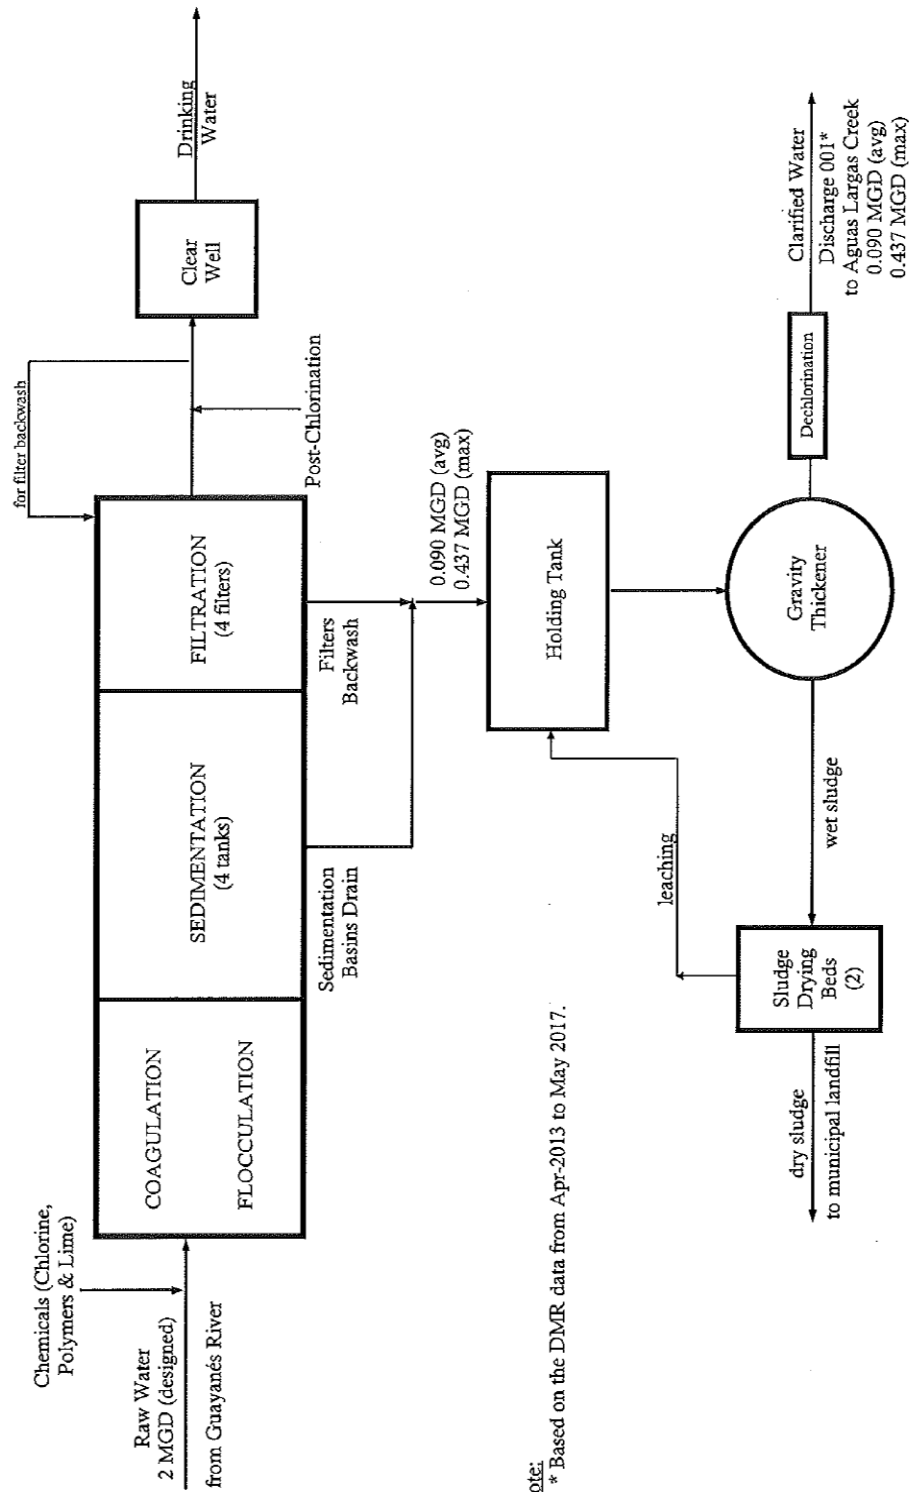 Chemicals (Chlorine,
Polymers & Lime)
Raw Water
2 MGD (designed)
from Guayanés River
COAGULATION
FLOCCULATION
SEDIMENTATION
(4 tanks)
FILTRATION
(4 filters)
for filter backwash
Post-Chlorination
Clear
Well
Drinking
Water
Sedimentation
Basins Drain
Filters
Backwash
0.090 MGD (avg)
0.437 MGD (max)
Holding Tank
leaching
Gravity
Thickener
Dechlorination
Clarified Water
Discharge 001*
to Aguas Largas Creek
0.090 MGD (avg)
0.437 MGD (max)
wet sludge
Sludge
Drying
Beds
(2)
dry sludge
to municipal landfill
ote:
* Based on the DMR data from Apr-2013 to May 2017.